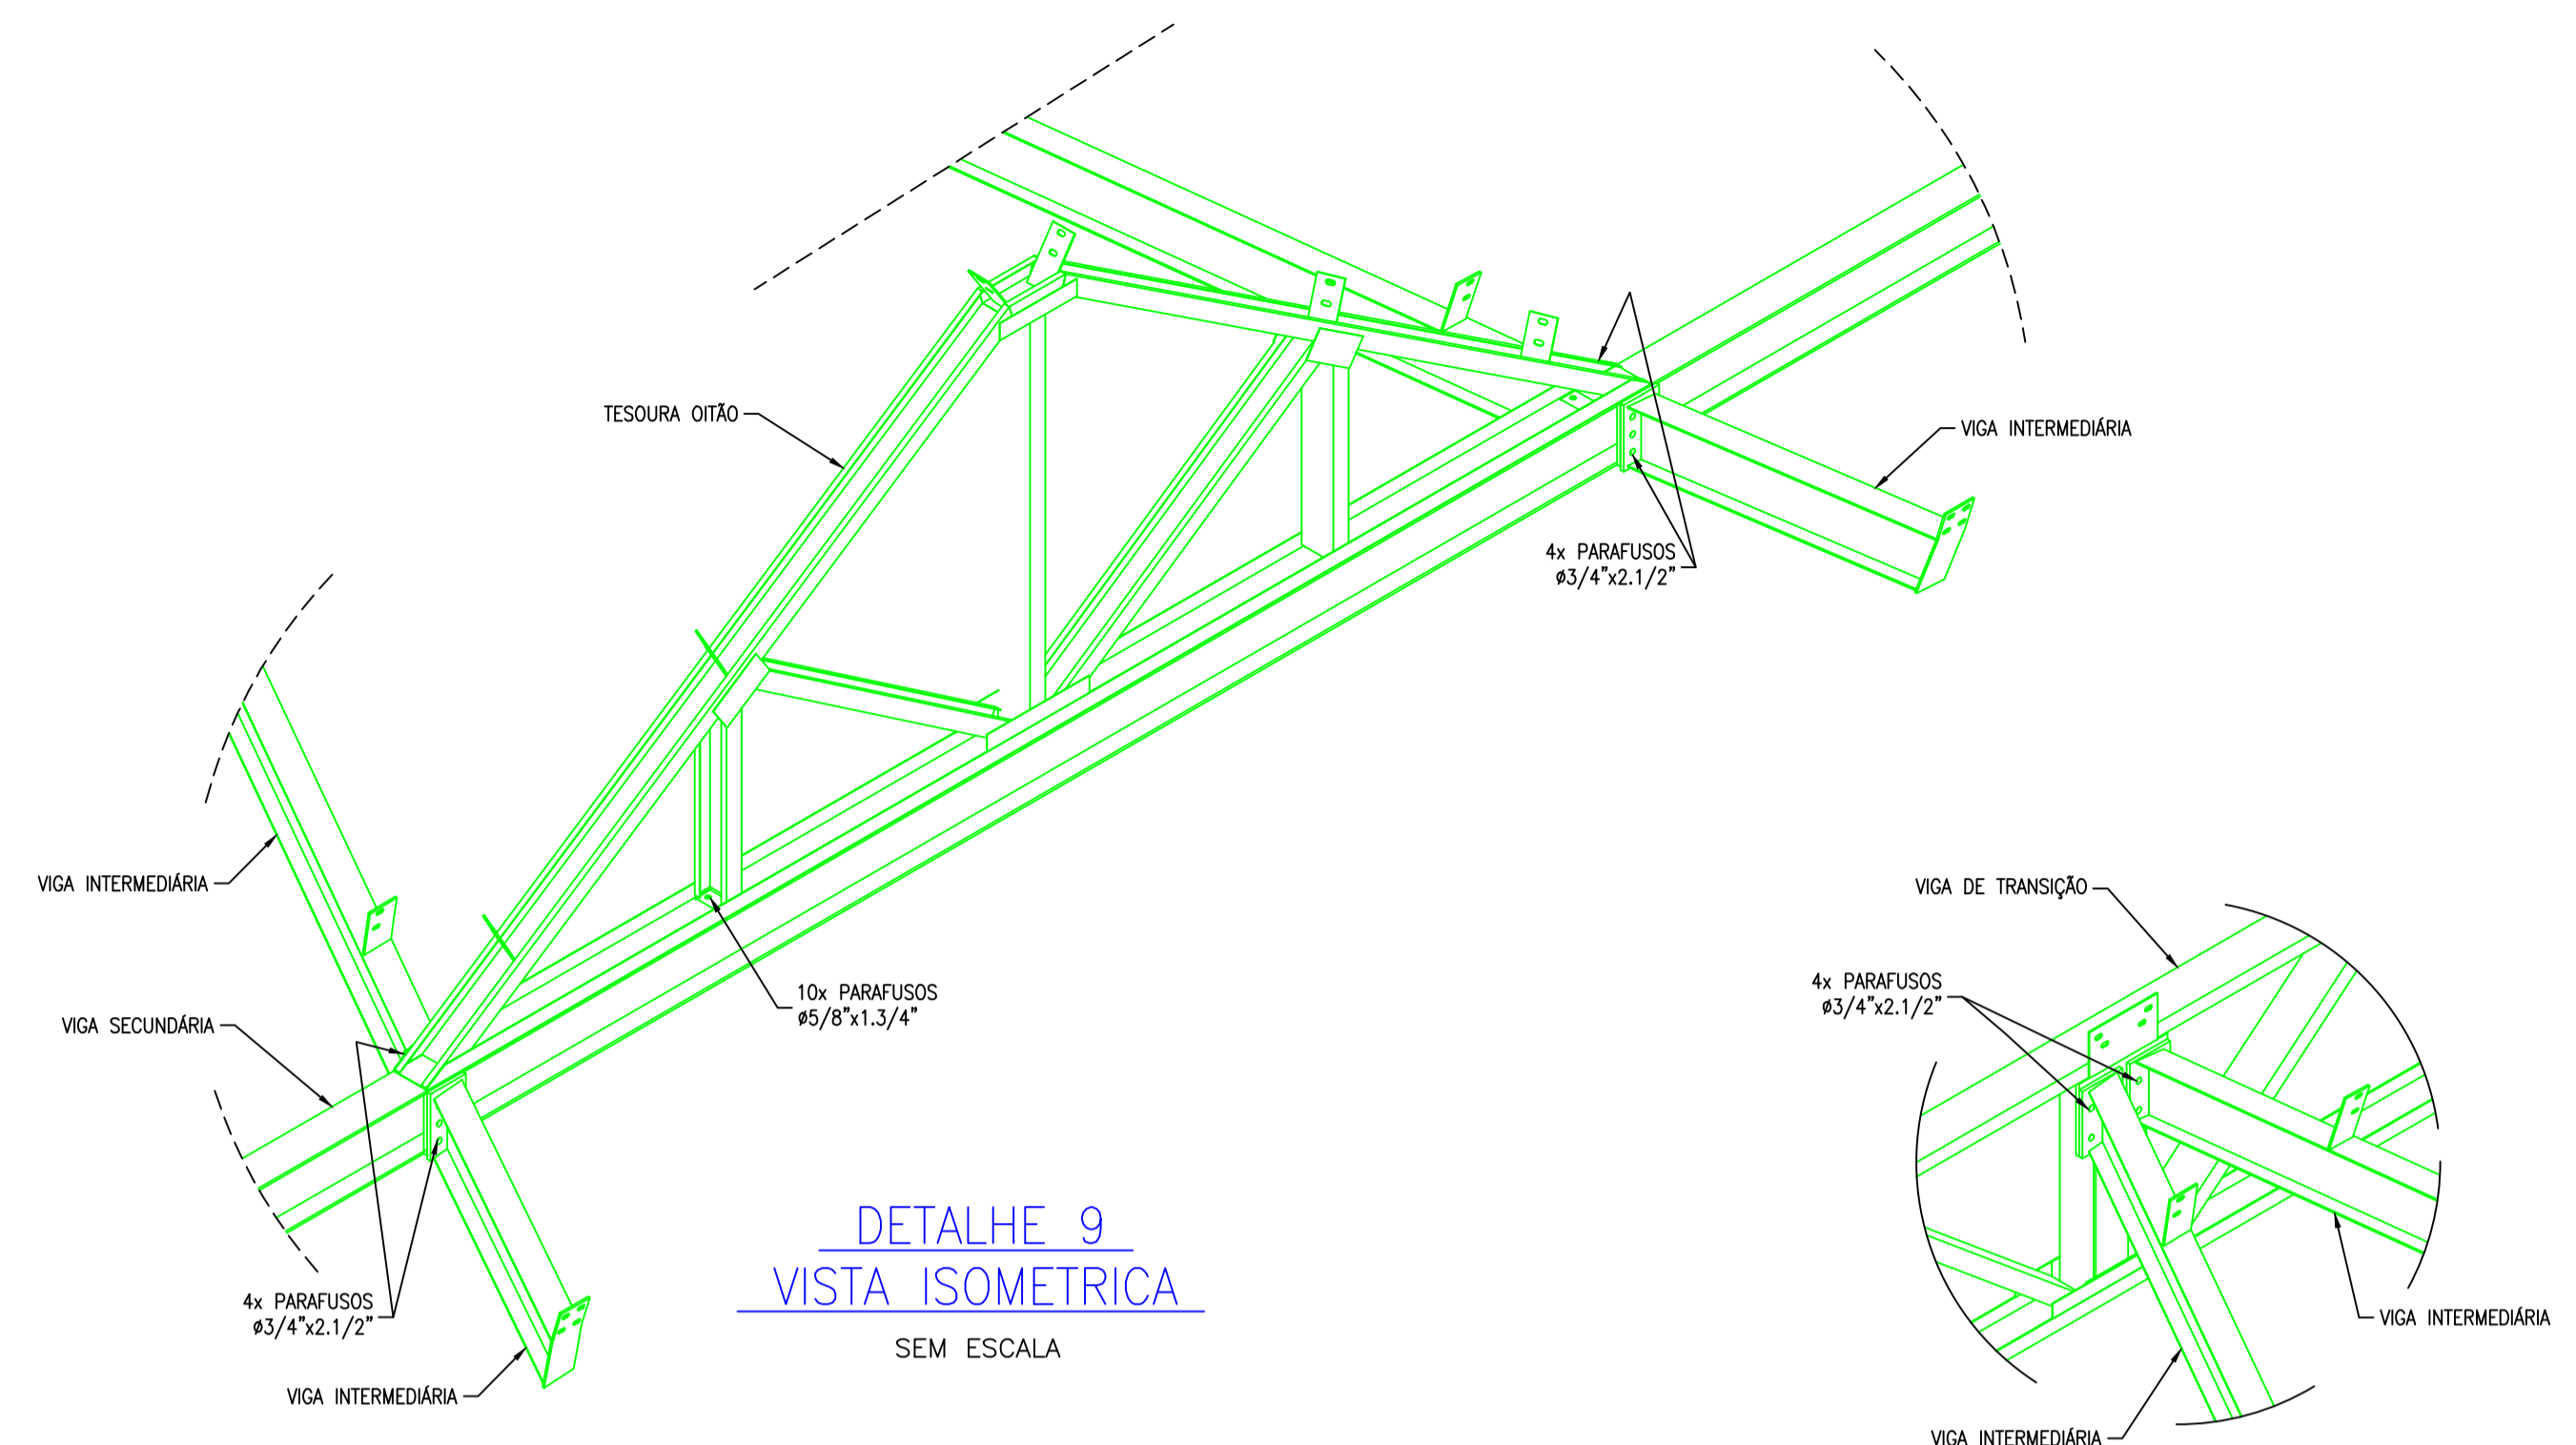 TESOURA OITÃO
VIGA INTERMEDIÁRIA
4x PARAFUSOS
ø3/4"x2.1/2"
VIGA INTERMEDIÁRIA
VIGA SECUNDÁRIA
10x PARAFUSOS
ø5/8"x1.3/4"
4x PARAFUSOS
ø3/4"x2.1/2"
VIGA INTERMEDIÁRIA
DETALHE 9
VISTA ISOMETRICA
SEM ESCALA
VIGA DE TRANSIÇÃO
4x PARAFUSOS
ø3/4"x2.1/2"
VIGA INTERMEDIÁRIA
VIGA INTERMEDIÁRIA